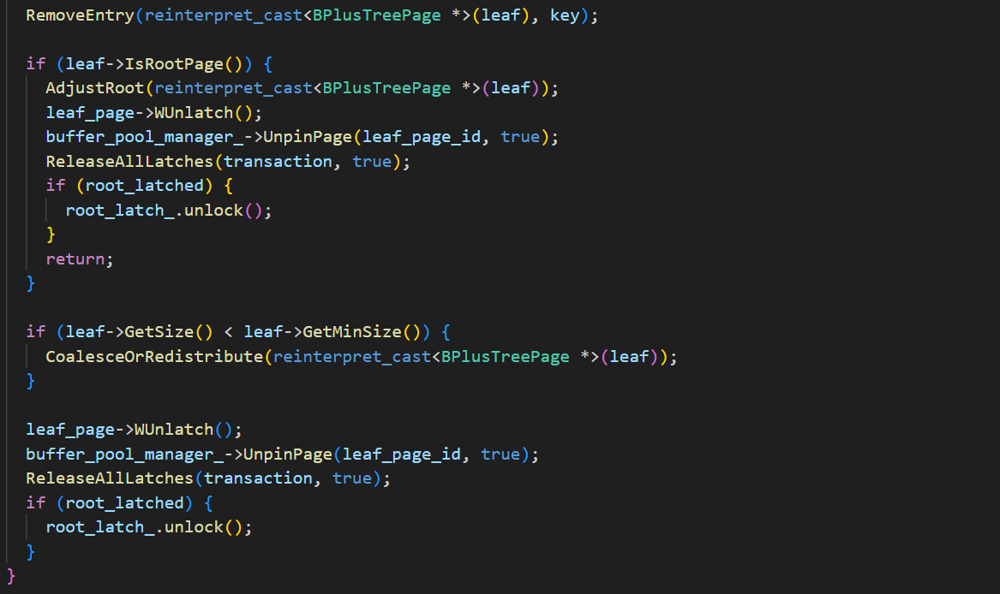 RemoveEntry(reinterpret_cast<BPlusTreePage *>(leaf), key);
if (leaf->IsRootPage()) {
AdjustRoot(reinterpret_cast<BPlusTreePage *>(leaf));
leaf_page->WUnlatch();
buffer_pool_manager_->UnpinPage(leaf_page_id, true);
ReleaseAllLatches(transaction, true);
if (root_latched) {
root_latch_.unlock();
}
return;
}
if (leaf->GetSize() < leaf->GetMinSize()) {
CoalesceOrRedistribute(reinterpret_cast<BPlusTreePage *>(leaf));
}
leaf_page->WUnlatch();
buffer_pool_manager_->UnpinPage(leaf_page_id, true);
ReleaseAllLatches(transaction, true);
if (root_latched) {
root_latch_.unlock();
}
}